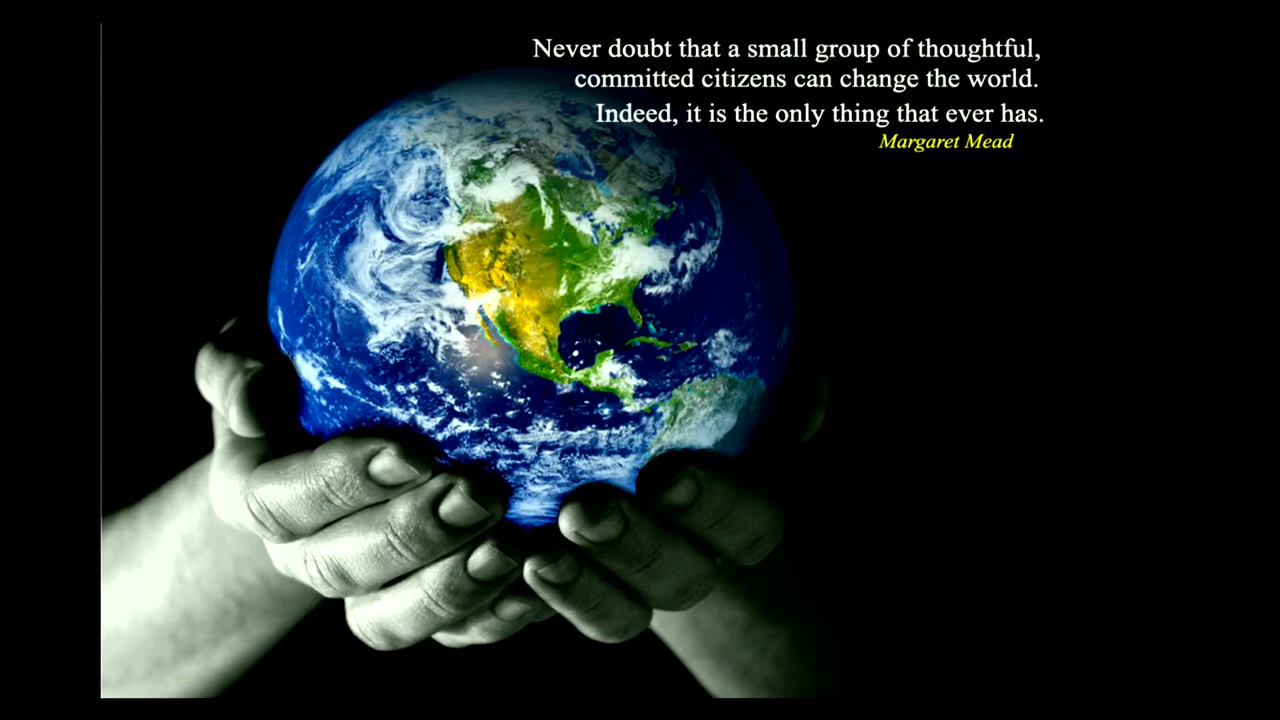 Never doubt that a small group of thoughtful,
committed citizens can change the world.
Indeed, it is the only thing that ever has.
Margaret Mead